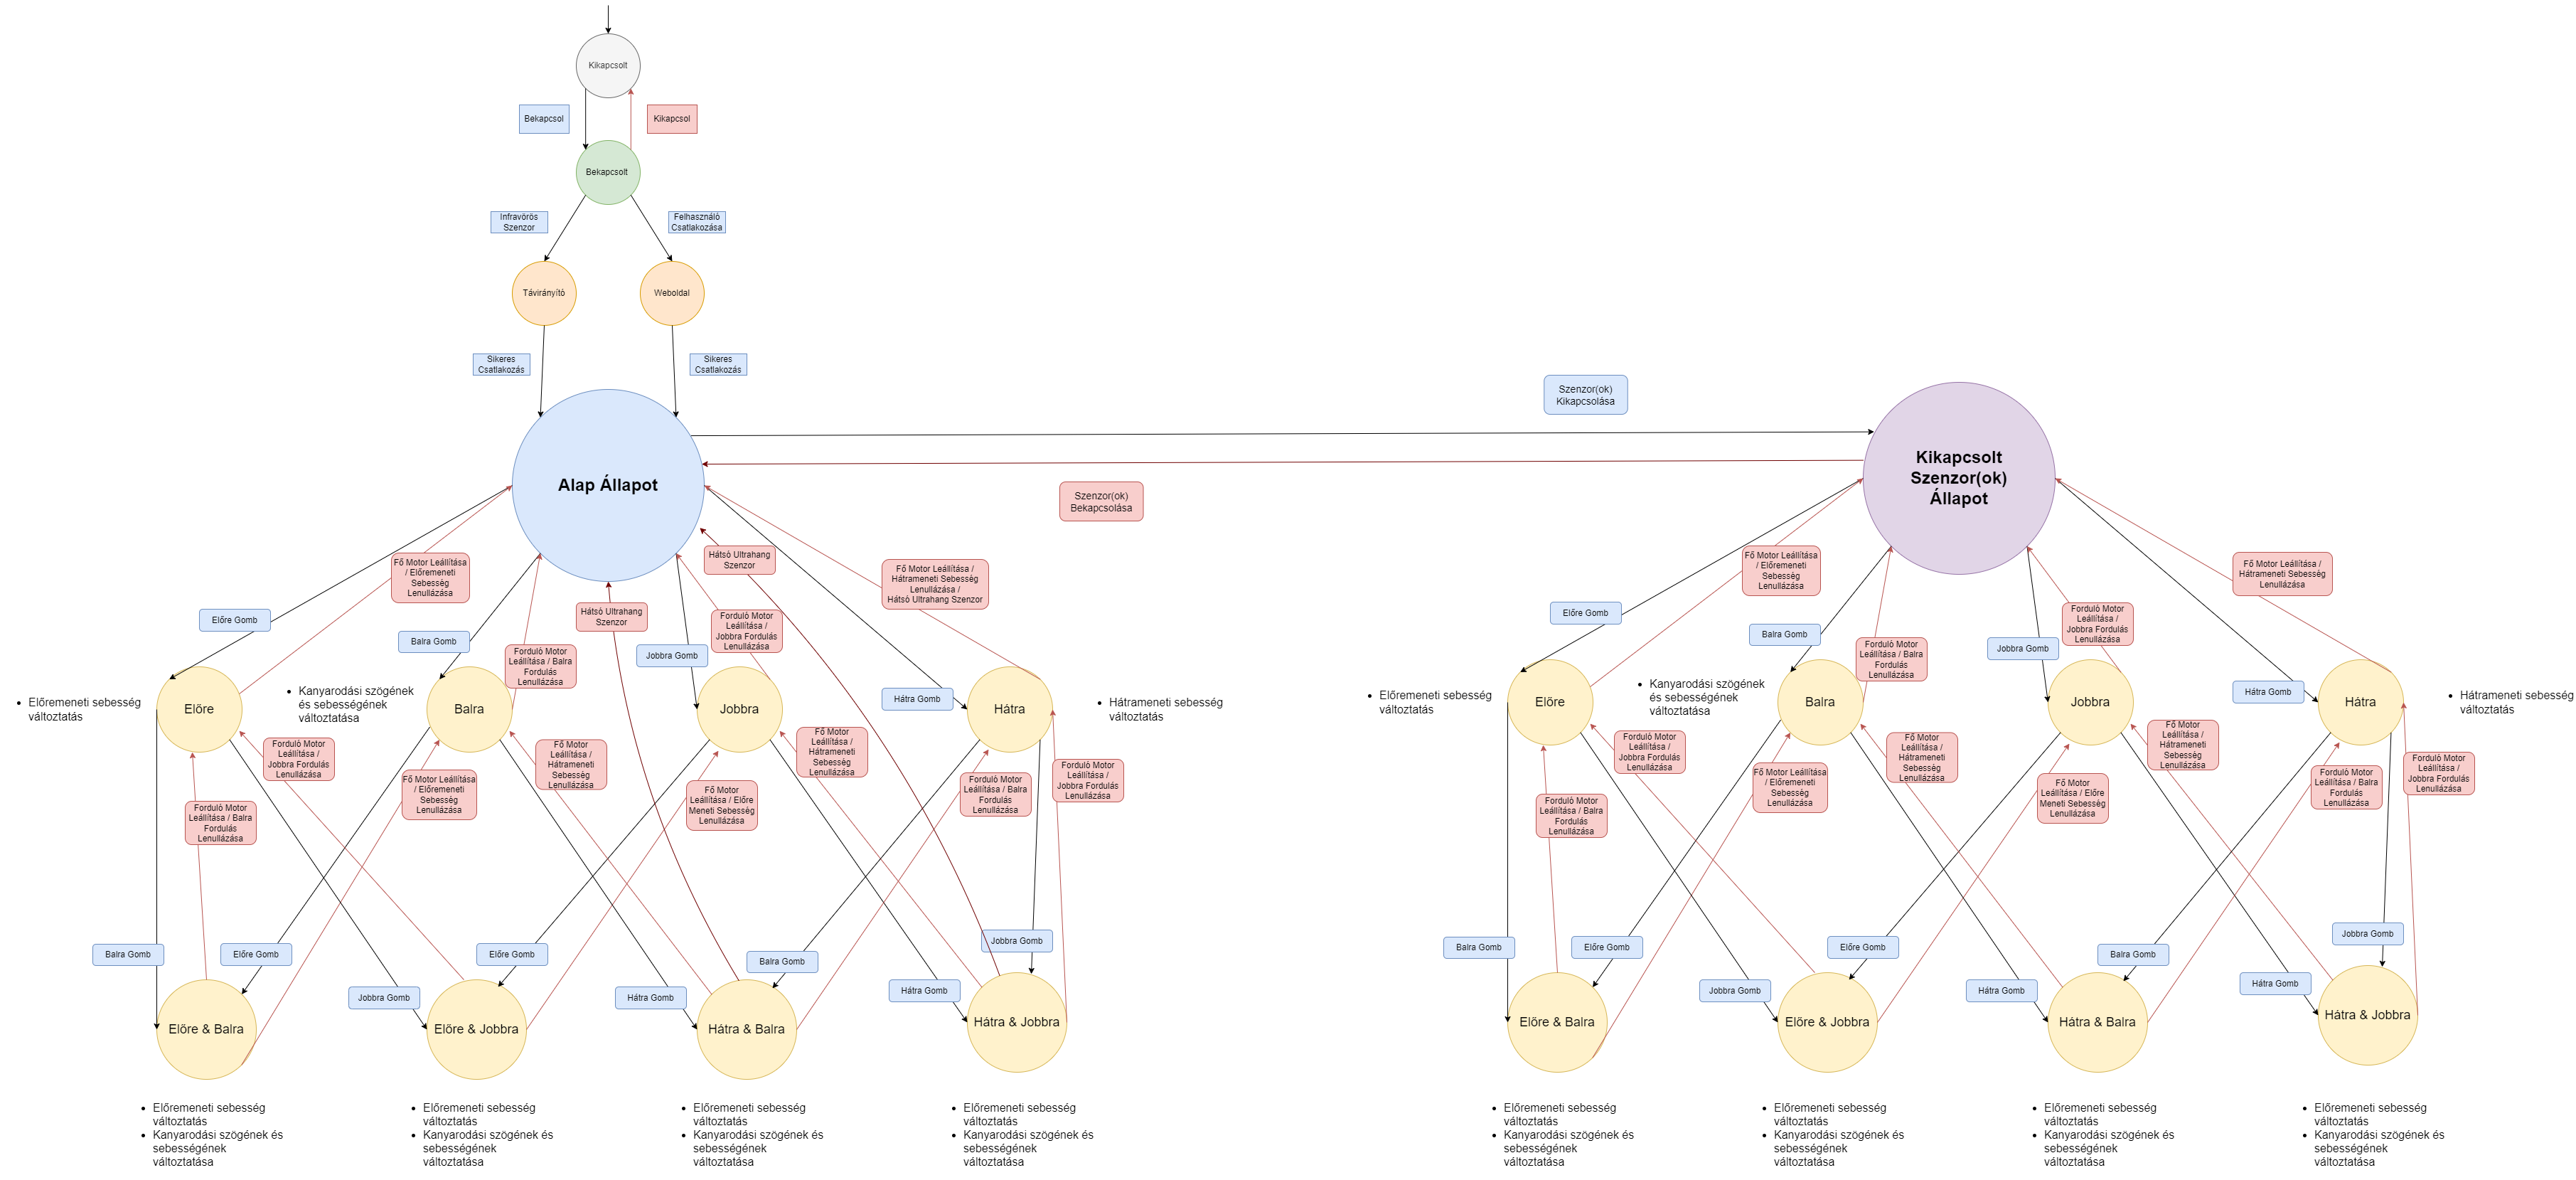 Kikapcsolt
Bekapcsol
Kikapcsol
Bekapcsolt
Infravörös
Szenzor
Felhasználó
Csatlakozása
Távirányító
Weboldal
Sikeres
Csatlakozás
Sikeres
Csatlakozás
Szenzor(ok)
Kikapcsolása
Alap Állapot
Kikapcsolt
Szenzor(ok)
Állapot
Szenzor(ok)
Bekapcsolása
Fő Motor Leállítása
/ Előremeneti
Sebesség
Lenullázása
Hátsó Ultrahang
Szenzor
Fő Motor Leállítása /
Hátrameneti Sebesség
Lenullázása /
Hátsó Ultrahang Szenzor
Előre Gomb
Balra Gomb
Hátsó Ultrahang
Szenzor
Forduló Motor
Leállítása /
Jobbra Fordulás
Lenullázása
Forduló Motor
Leállítása / Balra
Fordulás
Lenullázása
Jobbra Gomb
Hátra Gomb
• Előremeneti sebesség
változtatás
Előre
• Kanyarodási szögének
és sebességének
változtatása
Balra
Jobbra
Hátra
• Hátrameneti sebesség
változtatás
Forduló Motor
Leállítása /
Jobbra Fordulás
Lenullázása
Fő Motor
Leállítása /
Hátrameneti
Sebesség
Lenullázása
Fő Motor
Leállítása /
Hátrameneti
Sebesség
Lenullázása
Forduló Motor
Leállítása /
Jobbra Fordulás
Lenullázása
Forduló Motor
Leállítása / Balra
Fordulás
Lenullázása
Fő Motor Leállítása
/ Előremeneti
Sebesség
Lenullázása
Fő Motor
Leállítása / Előre
Meneti Sebesség
Lenullázása
Forduló Motor
Leállítása / Balra
Fordulás
Lenullázása
Balra Gomb
Előre Gomb
Jobbra Gomb
Előre Gomb
Hátra Gomb
Balra Gomb
Hátra Gomb
Jobbra Gomb
Előre & Balra
Előre & Jobbra
Hátra & Balra
Hátra & Jobbra
• Előremeneti sebesség
változtatás
• Kanyarodási szögének és
sebességének
változtatása
• Előremeneti sebesség
változtatás
• Kanyarodási szögének és
sebességének
változtatása
• Előremeneti sebesség
változtatás
• Kanyarodási szögének és
sebességének
változtatása
• Előremeneti sebesség
változtatás
• Kanyarodási szögének és
sebességének
változtatása
Fő Motor Leállítása
/ Előremeneti
Sebesség
Lenullázása
Fő Motor Leállítása /
Hátrameneti Sebesség
Lenullázása
Előre Gomb
Balra Gomb
Forduló Motor
Leállítása / Balra
Fordulás
Lenullázása
Jobbra Gomb
Forduló Motor
Leállítása /
Jobbra Fordulás
Lenullázása
Hátra Gomb
• Előremeneti sebesség
változtatás
Előre
• Kanyarodási szögének
és sebességének
változtatása
Balra
Jobbra
Hátra
• Hátrameneti sebesség
változtatás
Forduló Motor
Leállítása /
Jobbra Fordulás
Lenullázása
Fő Motor
Leállítása /
Hátrameneti
Sebesség
Lenullázása
Fő Motor
Leállítása /
Hátrameneti
Sebesség
Lenullázása
Forduló Motor
Leállítása /
Jobbra Fordulás
Lenullázása
Forduló Motor
Leállítása / Balra
Fordulás
Lenullázása
Fő Motor Leállítása
/ Előremeneti
Sebesség
Lenullázása
Fő Motor
Leállítása / Előre
Meneti Sebesség
Lenullázása
Forduló Motor
Leállítása / Balra
Fordulás
Lenullázása
Balra Gomb
Előre Gomb
Jobbra Gomb
Előre Gomb
Hátra Gomb
Balra Gomb
Hátra Gomb
Jobbra Gomb
Előre & Balra
Előre & Jobbra
Hátra & Balra
Hátra & Jobbra
• Előremeneti sebesség
változtatás
• Kanyarodási szögének és
sebességének
változtatása
• Előremeneti sebesség
változtatás
• Kanyarodási szögének és
sebességének
változtatása
• Előremeneti sebesség
változtatás
• Kanyarodási szögének és
sebességének
változtatása
• Előremeneti sebesség
változtatás
• Kanyarodási szögének és
sebességének
változtatása